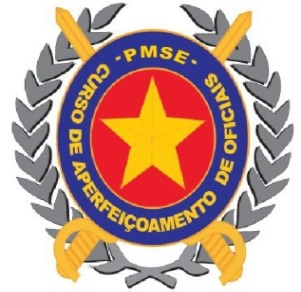 -PMSE-
CURSO DE APERFEIÇOAMENTO DE OFICIAIS